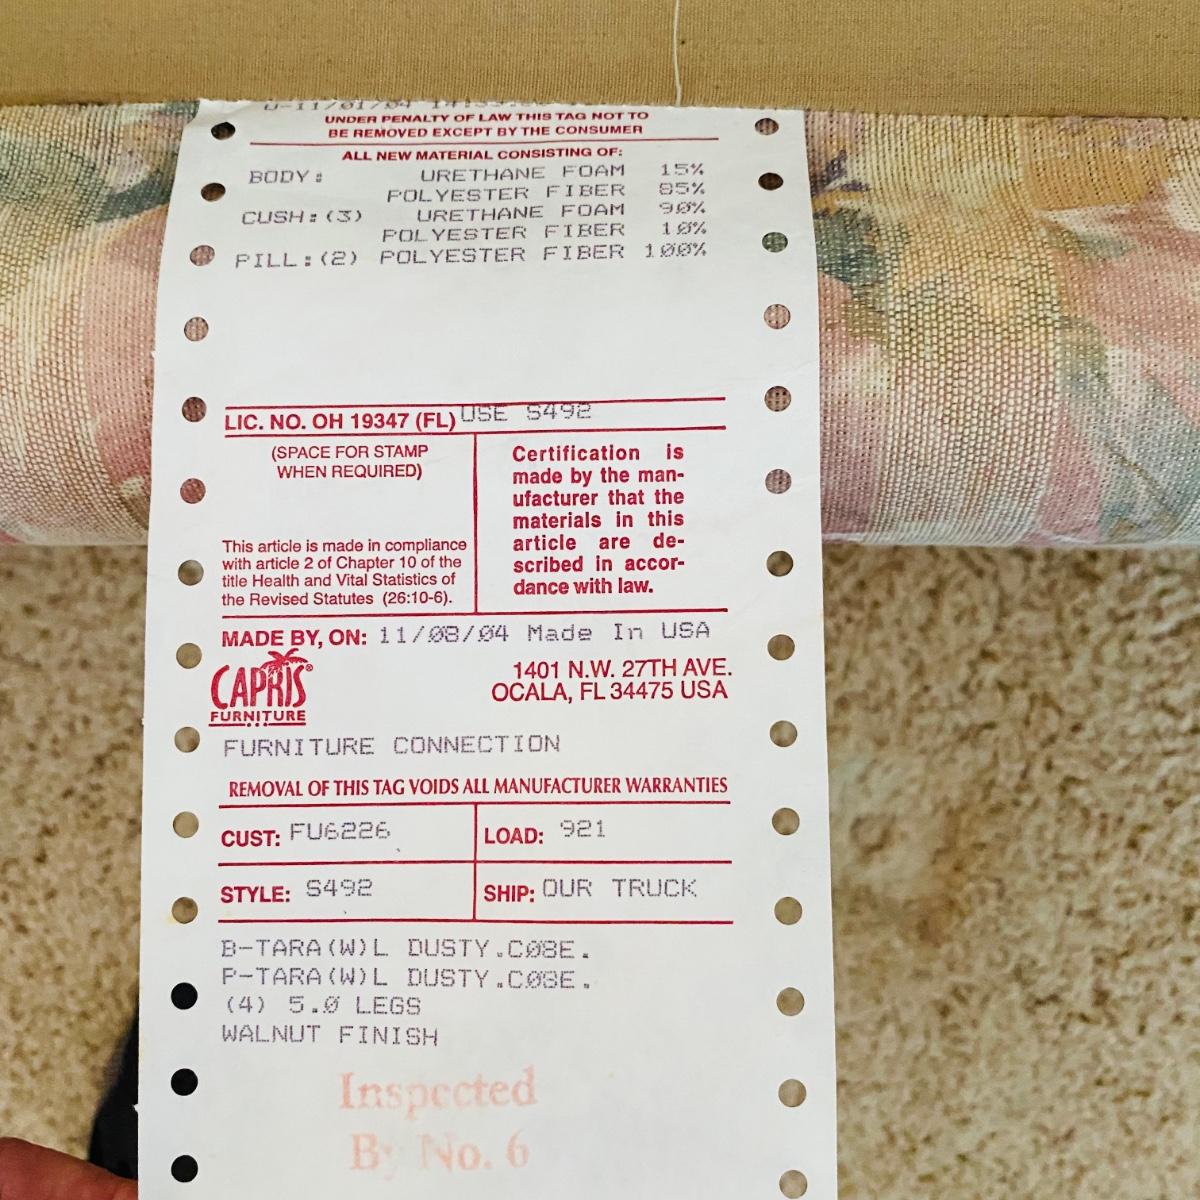 U-11/01/04
UNDER PENALTY OF LAW THIS TAG NOT TO
BE REMOVED EXCEPT BY THE CONSUMER
ALL NEW MATERIAL CONSISTING OF:
BODY: URETHANE FOAM 15%
POLYESTER FIBER 85%
CUSH:(3) URETHANE FOAM 90%
POLYESTER FIBER 10%
PILL:(2) POLYESTER FIBER 100%
LIC. NO. OH 19347 (FL) USE S492
(SPACE FOR STAMP
WHEN REQUIRED)
This article is made in compliance
with article 2 of Chapter 10 of the
title Health and Vital Statistics of
the Revised Statutes (26:10-6).
Certification is
made by the man-
ufacturer that the
materials in this
article are de-
scribed in accor-
dance with law.
MADE BY, ON: 11/08/04 Made In USA
CAPRIS®
FURNITURE
1401 N.W. 27TH AVE.
OCALA, FL 34475 USA
FURNITURE CONNECTION
REMOVAL OF THIS TAG VOIDS ALL MANUFACTURER WARRANTIES
CUST: FU6226 LOAD: 921
STYLE: S492 SHIP: OUR TRUCK
B-TARA(W)L DUSTY.C08E.
P-TARA(W)L DUSTY.C08E.
(4) 5.0 LEGS
WALNUT FINISH
Inspected
By No. 6